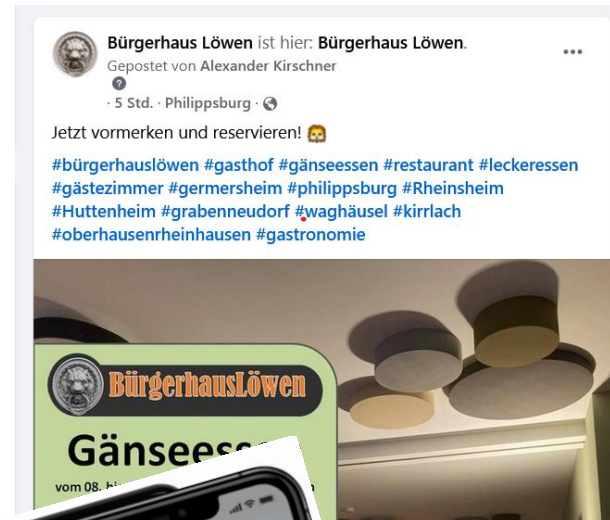 Bürgerhaus Löwen ist hier: Bürgerhaus Löwen.
Gepostet von Alexander Kirschner
· 5 Std. · Philippsburg ·
Jetzt vormerken und reservieren! 🦁
#bürgerhauslöwen #gasthof #gänseessen #restaurant #leckeressen
#gästezimmer #germersheim #philippsburg #Rheinsheim
#Huttenheim #grabenneudorf #waghäusel #kirrlach
#oberhausenrheinhausen #gastronomie
BürgerhausLöwen
Gänseess
vom 08.